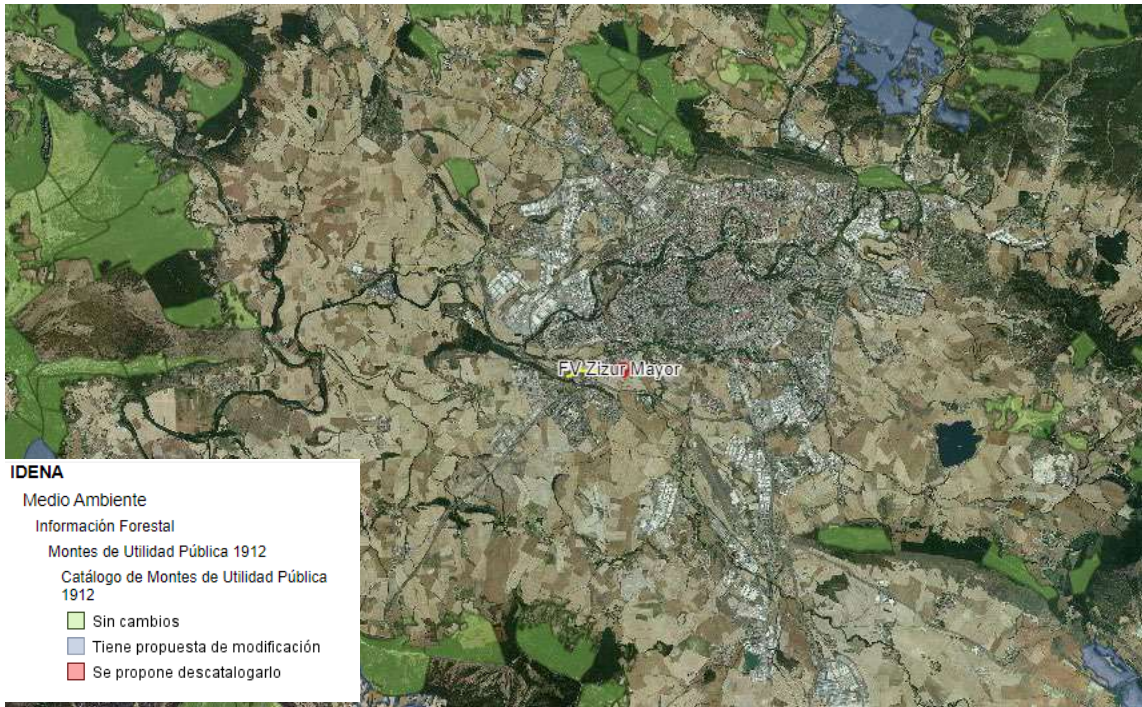 FV Zizur Mayor
IDENA
Medio Ambiente
Información Forestal
Montes de Utilidad Pública 1912
Catálogo de Montes de Utilidad Pública
1912
Sin cambios
Tiene propuesta de modificación
Se propone descatalogarlo